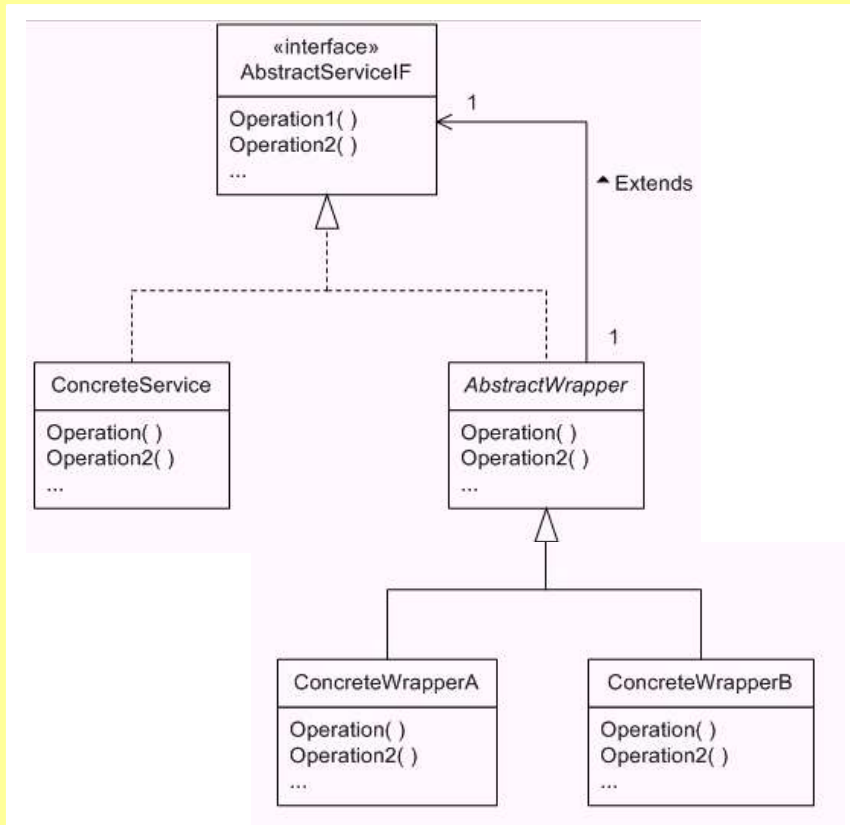 «interface»
AbstractServiceIF
Operation1( )
Operation2( )
...
1
Extends
1
ConcreteService
Operation( )
Operation2( )
...
AbstractWrapper
Operation( )
Operation2( )
...
ConcreteWrapperA
Operation( )
Operation2( )
...
ConcreteWrapperB
Operation( )
Operation2( )
...